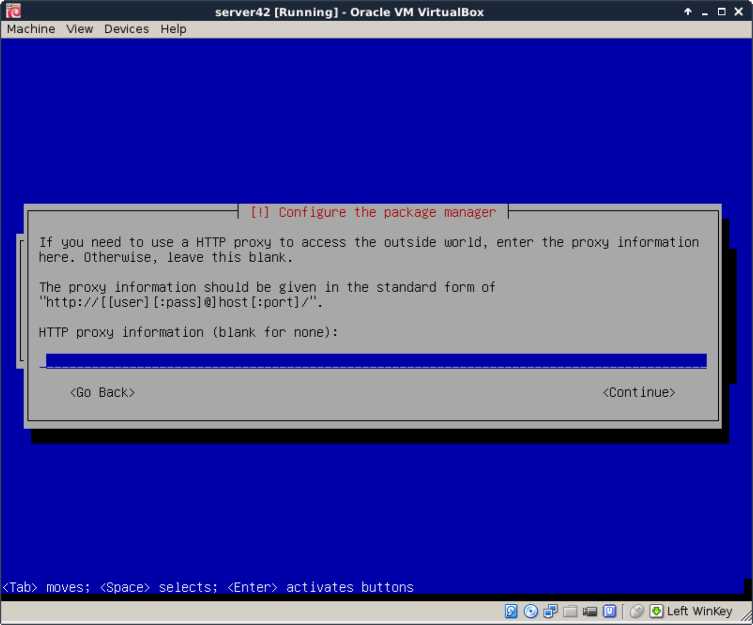 server42 [Running] - Oracle VM VirtualBox
Machine View Devices Help
[!] Configure the package manager
If you need to use a HTTP proxy to access the outside world, enter the proxy information
here. Otherwise, leave this blank.
The proxy information should be given in the standard form of
"http://[[user][:pass]@]host[:port]/".
HTTP proxy information (blank for none):
<Go Back> <Continue>
<Tab> moves; <Space> selects; <Enter> activates buttons
Left WinKey